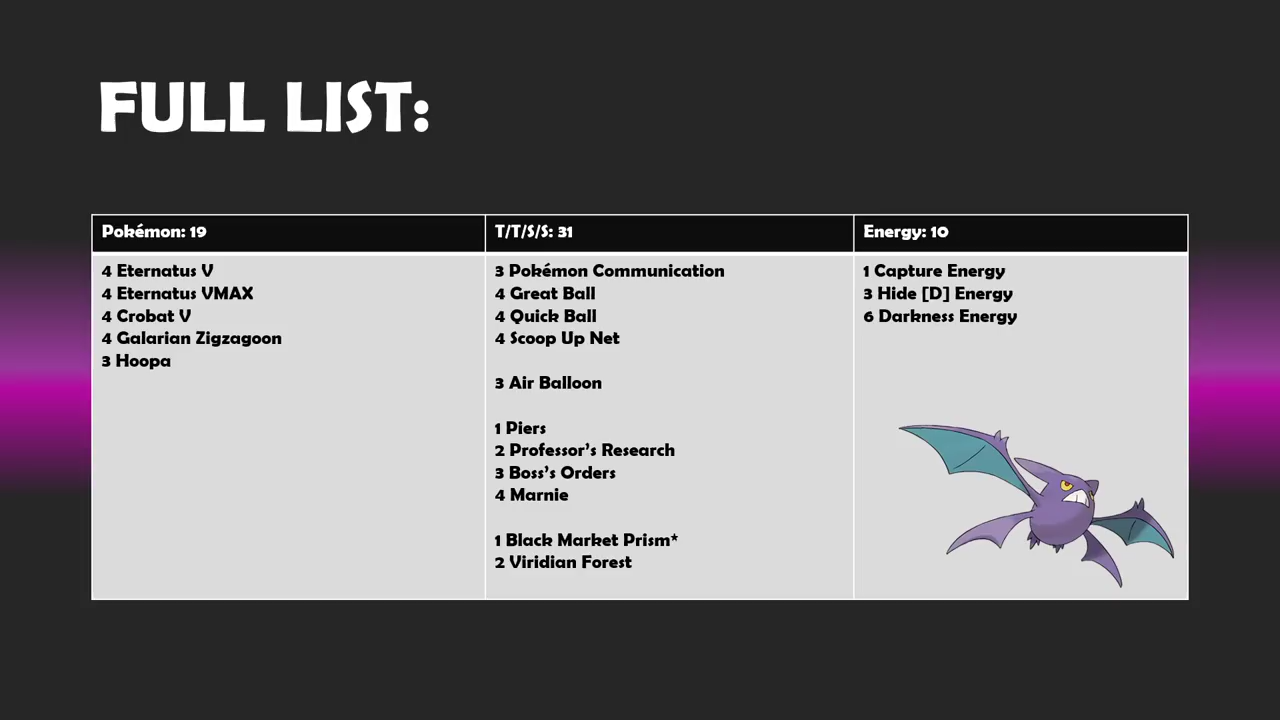 FULL LIST:
Pokémon: 19
4 Eternatus V
4 Eternatus VMAX
4 Crobat V
4 Galarian Zigzagoon
3 Hoopa
T/T/S/S: 31
3 Pokémon Communication
4 Great Ball
4 Quick Ball
4 Scoop Up Net
3 Air Balloon
1 Piers
2 Professor’s Research
3 Boss’s Orders
4 Marnie
1 Black Market Prism*
2 Viridian Forest
Energy: 10
1 Capture Energy
3 Hide [D] Energy
6 Darkness Energy